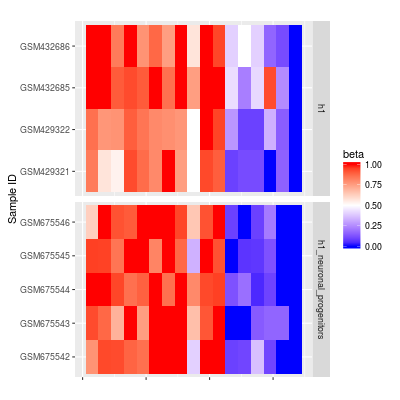 GSM432686
GSM432685
GSM429322
GSM429321
h1
GSM675546
GSM675545
GSM675544
GSM675543
GSM675542
h1_neuronal_progenitors
Sample ID
beta
1.00
0.75
0.50
0.25
0.00